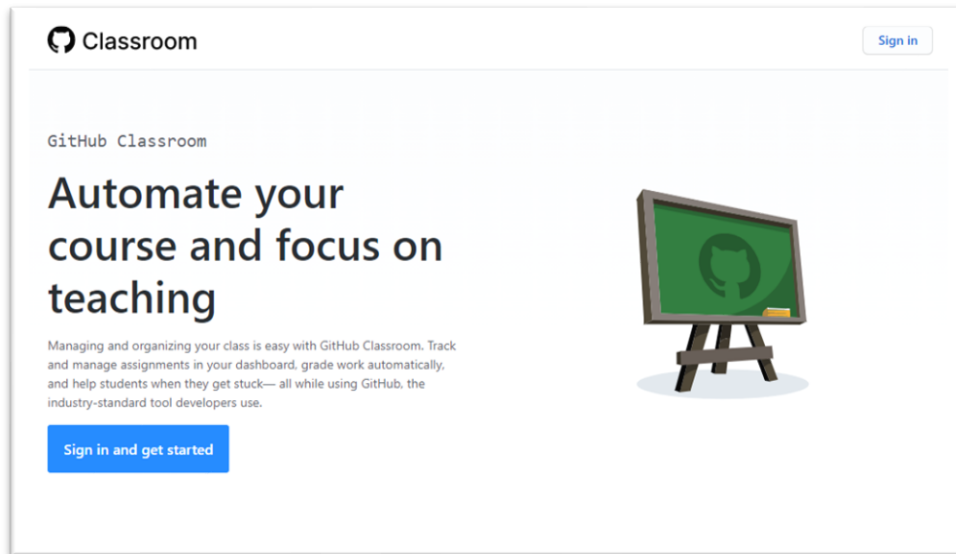 Classroom
Sign in
GitHub Classroom
Automate your
course and focus on
teaching
Managing and organizing your class is easy with GitHub Classroom. Track
and manage assignments in your dashboard, grade work automatically,
and help students when they get stuck— all while using GitHub, the
industry-standard tool developers use.
Sign in and get started